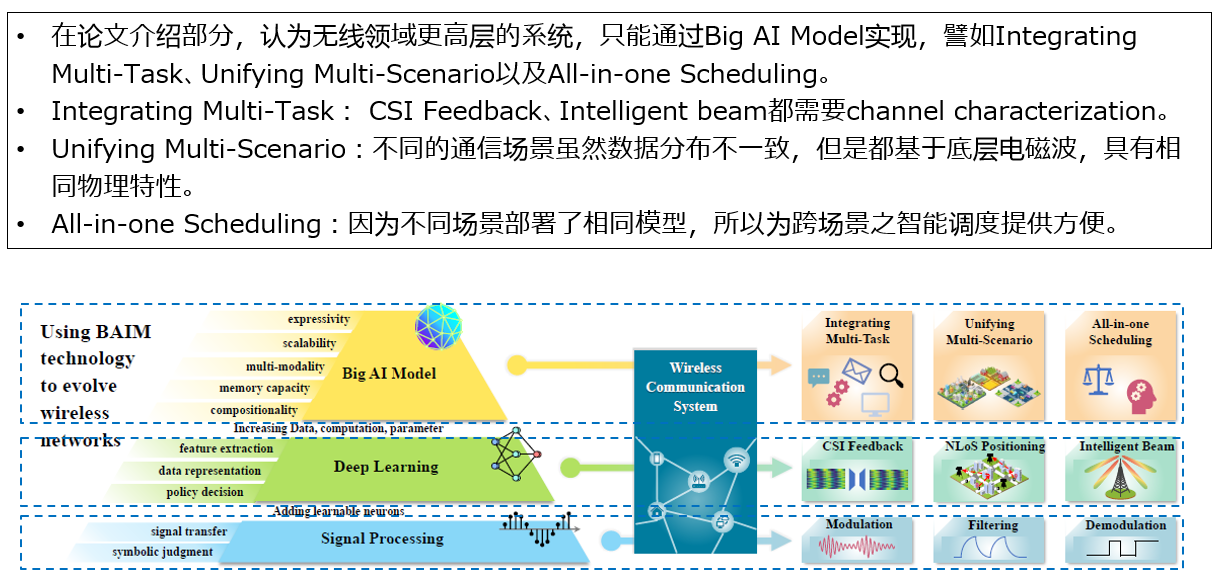 • 在论文介绍部分，认为无线领域更高层的系统，只能通过Big AI Model实现，譬如Integrating
Multi-Task、Unifying Multi-Scenario以及All-in-one Scheduling。
• Integrating Multi-Task： CSI Feedback、Intelligent beam都需要channel characterization。
• Unifying Multi-Scenario：不同的通信场景虽然数据分布不一致，但是都基于底层电磁波，具有相
同物理特性。
• All-in-one Scheduling：因为不同场景部署了相同模型，所以为跨场景之智能调度提供方便。
Using BAIM
technology
to evolve
wireless
networks
expressivity
scalability
multi-modality
memory capacity
compositionality
Big AI Model
Increasing Data, computation, parameter
feature extraction
data representation
policy decision
Deep Learning
Adding learnable neurons
signal transfer
symbolic judgment
Signal Processing
Wireless
Communication
System
Integrating
Multi-Task
Unifying
Multi-Scenario
All-in-one
Scheduling
CSI Feedback
NLoS Positioning
Intelligent Beam
Modulation
Filtering
Demodulation